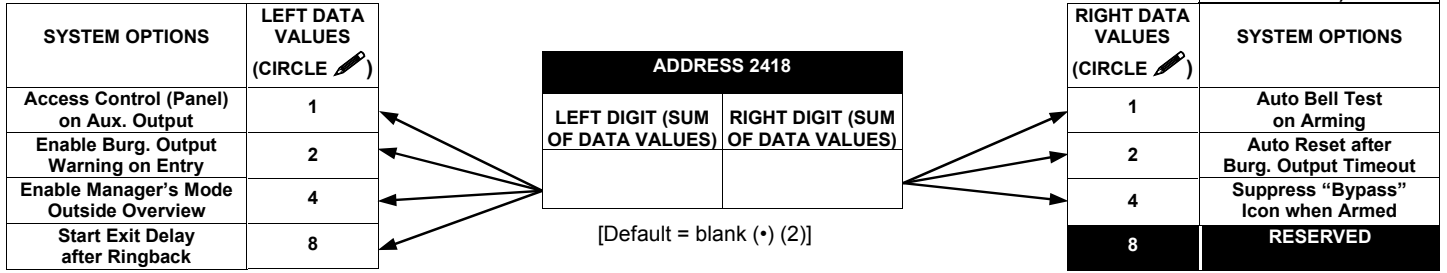 SYSTEM OPTIONS
LEFT DATA
VALUES
(CIRCLE )
Access Control (Panel)
on Aux. Output
1
Enable Burg. Output
Warning on Entry
2
Enable Manager's Mode
Outside Overview
4
Start Exit Delay
after Ringback
8
ADDRESS 2418
LEFT DIGIT (SUM
OF DATA VALUES)
RIGHT DIGIT (SUM
OF DATA VALUES)
[Default = blank (•) (2)]
RIGHT DATA
VALUES
(CIRCLE )
SYSTEM OPTIONS
1
Auto Bell Test
on Arming
2
Auto Reset after
Burg. Output Timeout
4
Suppress “Bypass”
Icon when Armed
8
RESERVED